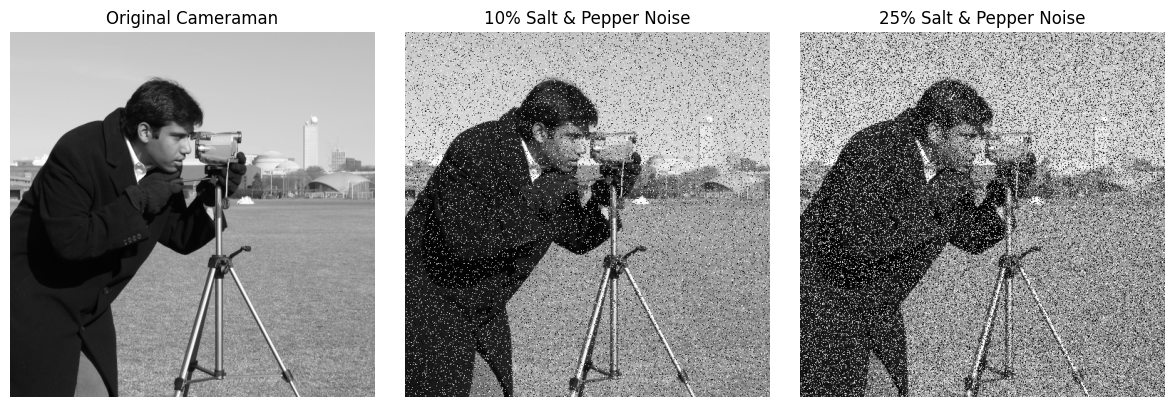 Original Cameraman
10% Salt & Pepper Noise
25% Salt & Pepper Noise